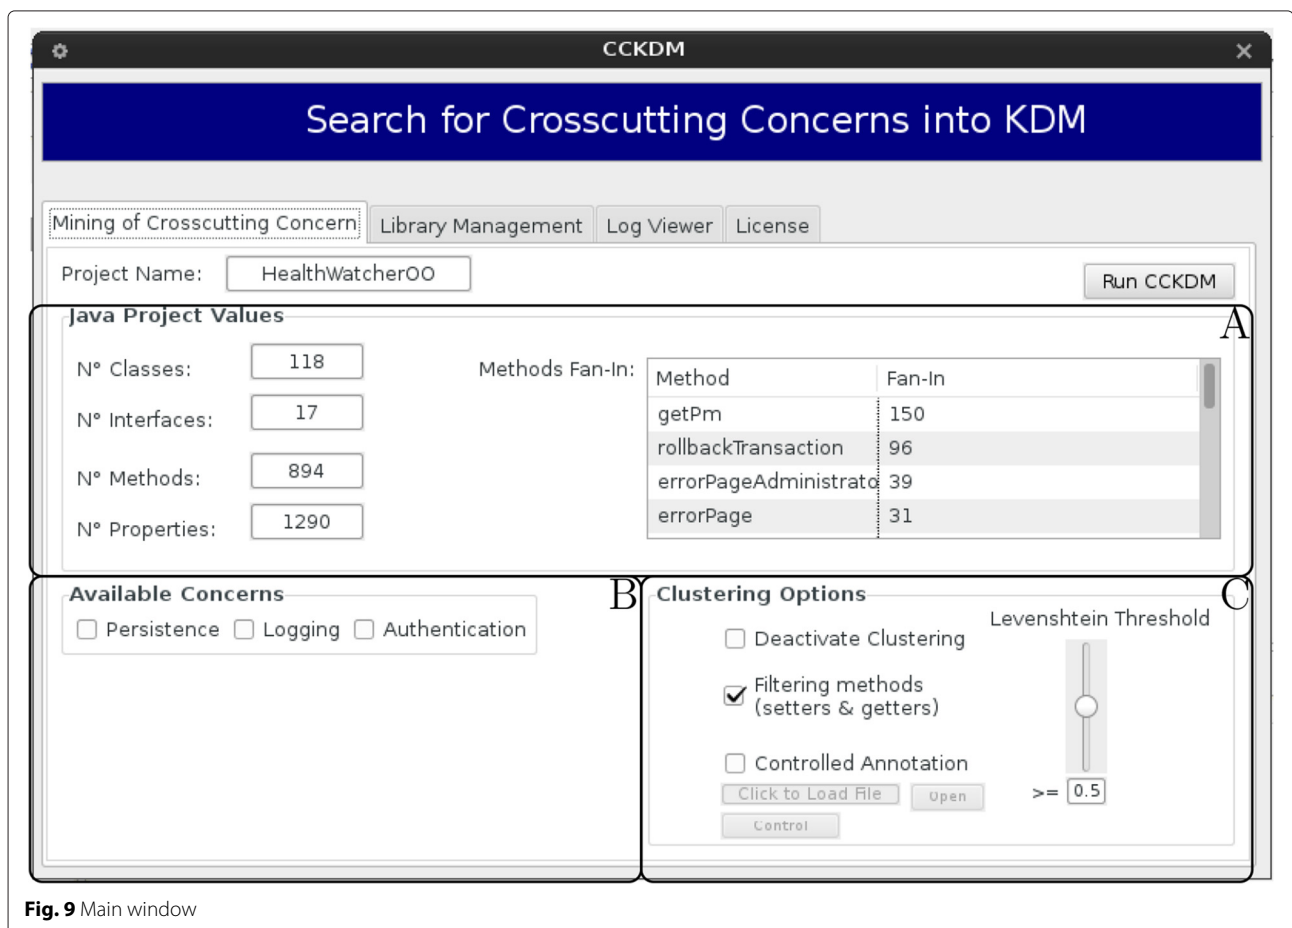 CCKDM
Search for Crosscutting Concerns into KDM
Mining of Crosscutting Concern Library Management Log Viewer License
Project Name: HealthWatcherOO Run CCKDM
Java Project Values A
N° Classes: 118 Methods Fan-In: Method Fan-In
getPm 150
N° Interfaces: 17
rollbackTransaction 96
N° Methods: 894 errorPageAdministrato 39
N° Properties: 1290 errorPage 31
Available Concerns B
Persistence Logging Authentication
Clustering Options C
Levenshtein Threshold
Deactivate Clustering
Filtering methods
(setters & getters)
Controlled Annotation
Click to Load File Open >= 0.5
Control
Fig. 9 Main window